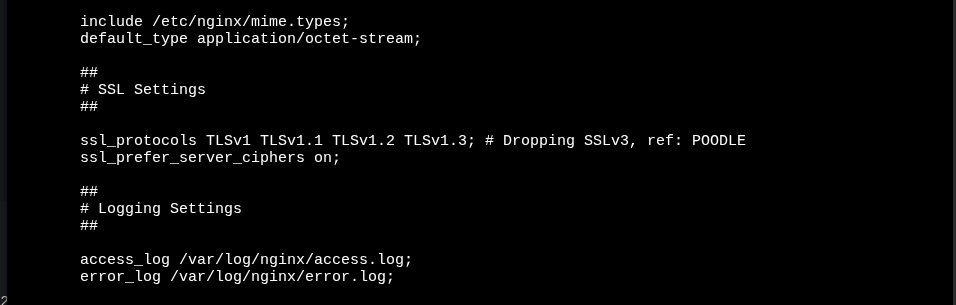 include /etc/nginx/mime.types;
default_type application/octet-stream;
##
# SSL Settings
##
ssl_protocols TLSv1 TLSv1.1 TLSv1.2 TLSv1.3; # Dropping SSLv3, ref: POODLE
ssl_prefer_server_ciphers on;
##
# Logging Settings
##
access_log /var/log/nginx/access.log;
error_log /var/log/nginx/error.log;